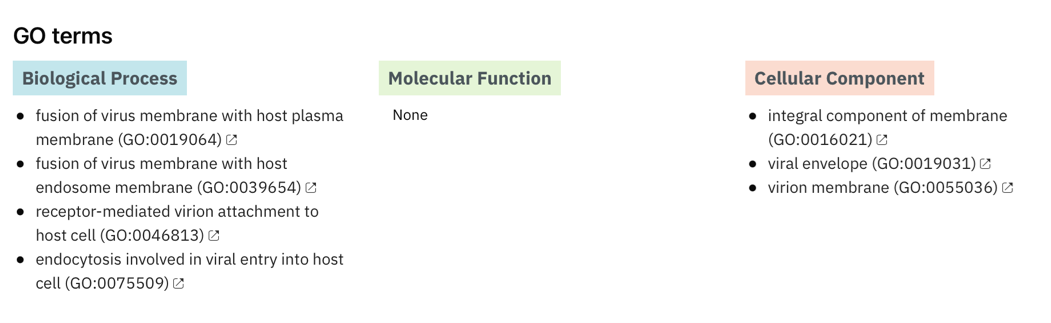 GO terms
Biological Process
fusion of virus membrane with host plasma
membrane (GO:0019064)
fusion of virus membrane with host
endosome membrane (GO:0039654)
receptor-mediated virion attachment to
host cell (GO:0046813)
endocytosis involved in viral entry into host
cell (GO:0075509)
Molecular Function
None
Cellular Component
integral component of membrane
(GO:0016021)
viral envelope (GO:0019031)
virion membrane (GO:0055036)